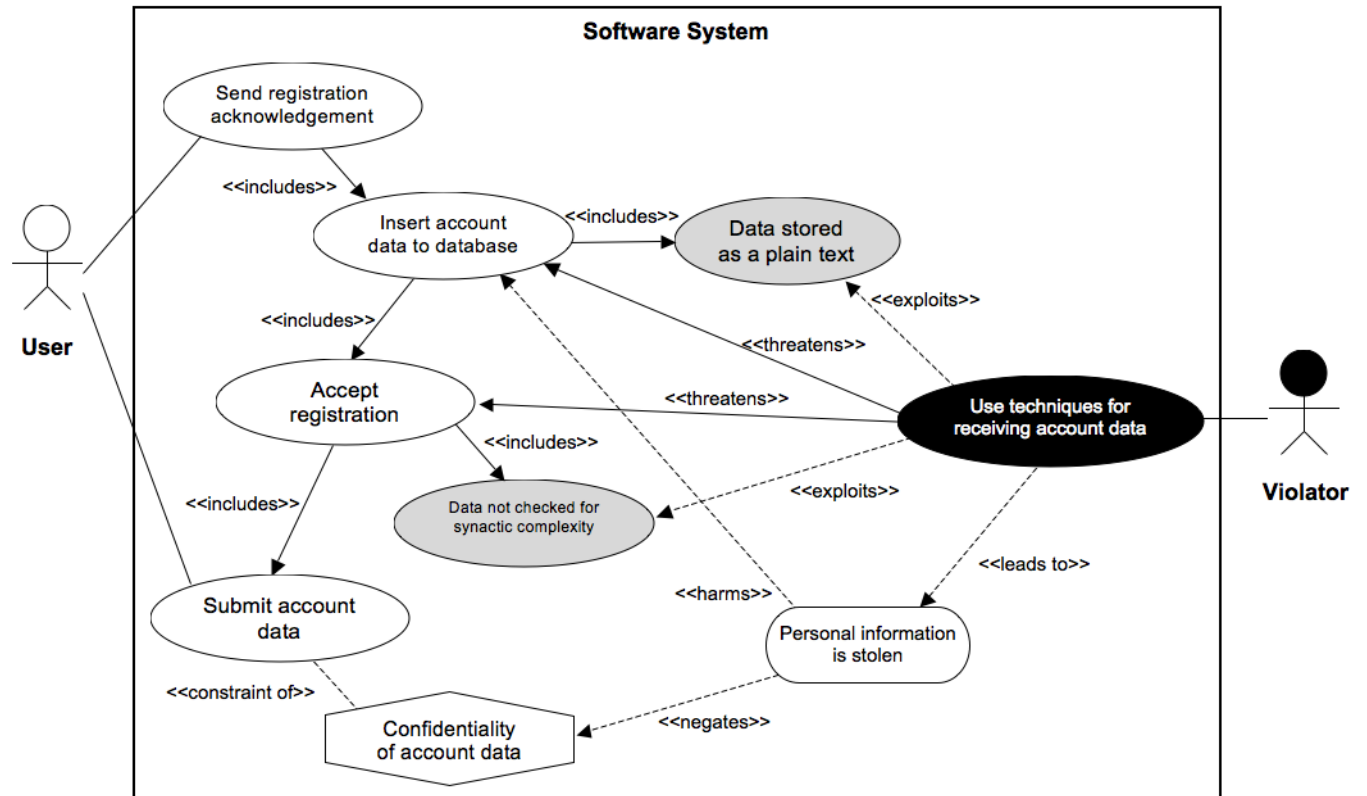 Software System
Send registration
acknowledgement
<<includes>>
Insert account
data to database
<<includes>>
Data stored
as a plain text
User
<<includes>>
<<exploits>>
<<threatens>>
Accept
registration
<<threatens>>
Use techniques for
receiving account data
Violator
<<includes>>
<<includes>>
Data not checked for
synactic complexity
<<exploits>>
<<leads to>>
<<harms>>
Submit account
data
Personal information
is stolen
<<constraint of>>
Confidentiality
of account data
<<negates>>